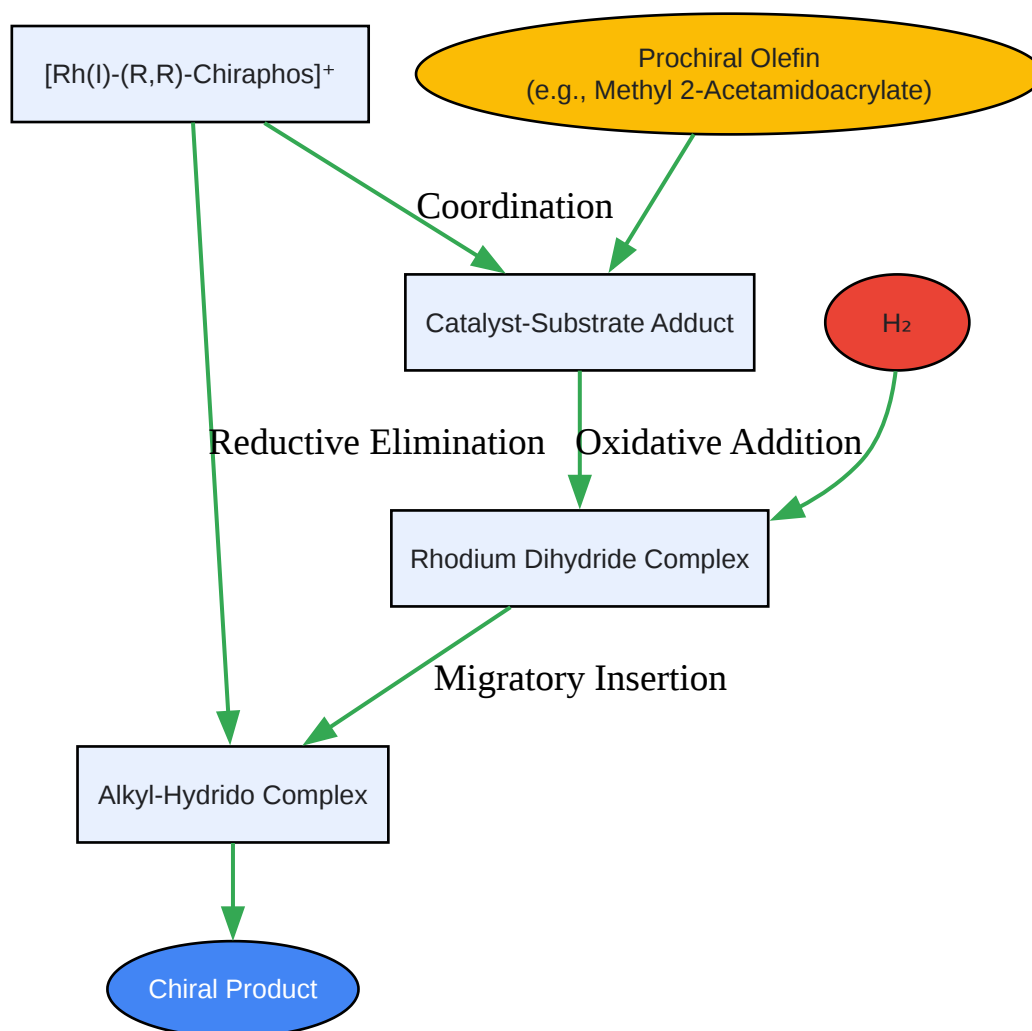 [Rh(I)-(R,R)-Chiraphos]⁺
Prochiral Olefin
(e.g., Methyl 2-Acetamidoacrylate)
Coordination
Catalyst-Substrate Adduct
H₂
Reductive Elimination
Oxidative Addition
Rhodium Dihydride Complex
Migratory Insertion
Alkyl-Hydrido Complex
Chiral Product